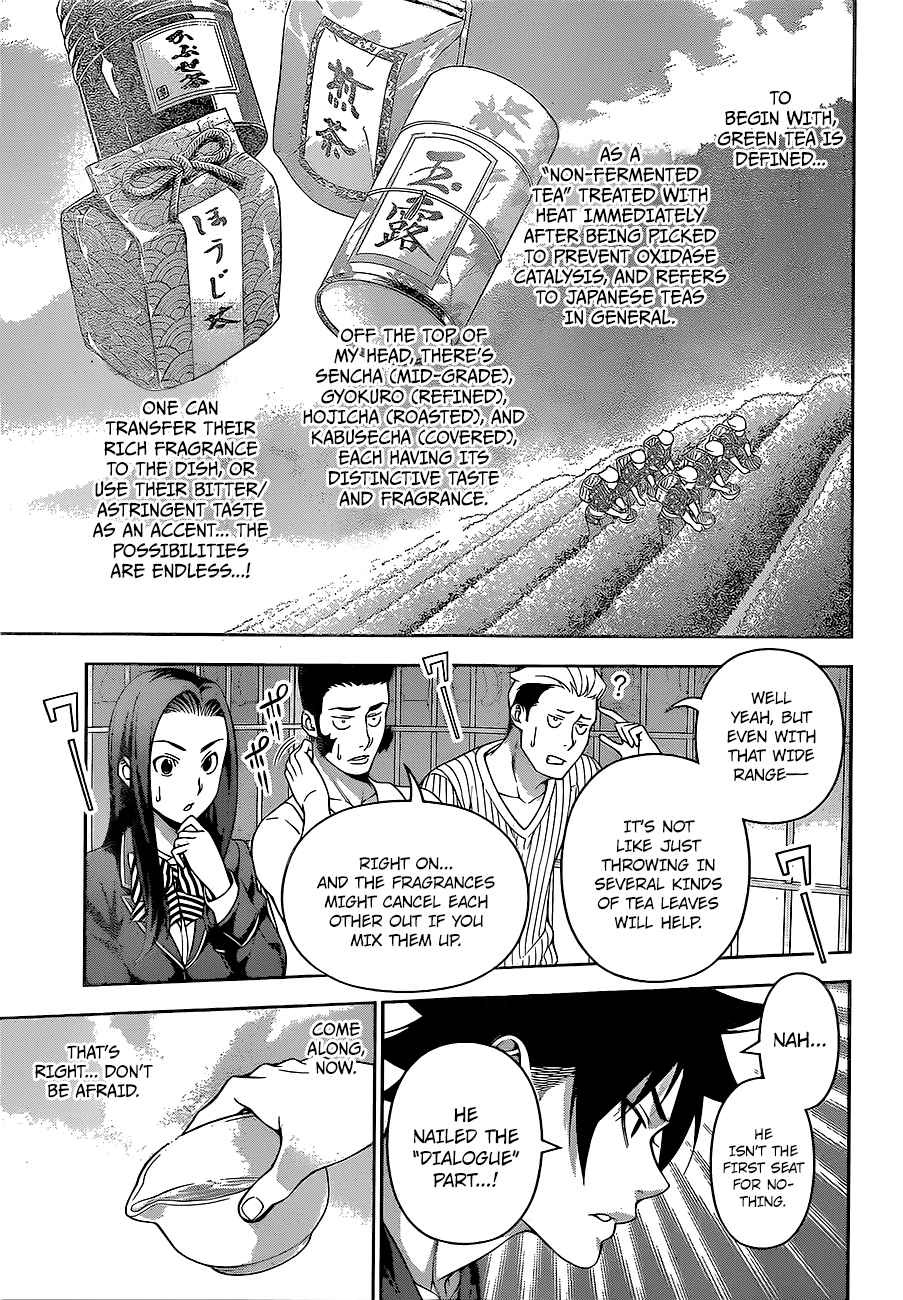 TO
BEGIN WITH,
GREEN TEA IS
DEFINED...
AS A
"NON-FERMENTED
TEA" TREATED WITH
HEAT IMMEDIATELY
AFTER BEING PICKED
TO PREVENT OXIDASE
CATALYSIS, AND REFERS
TO JAPANESE TEAS
IN GENERAL.
玉露
煎茶
かぶせ茶
ほうじ茶
OFF THE TOP OF
MY HEAD, THERE'S
SENCHA (MID-GRADE),
GYOKURO (REFINED),
HOJICHA (ROASTED), AND
KABUSECHA (COVERED),
EACH HAVING ITS
DISTINCTIVE TASTE
AND FRAGRANCE.
ONE CAN
TRANSFER THEIR
RICH FRAGRANCE
TO THE DISH, OR
USE THEIR BITTER/
ASTRINGENT TASTE
AS AN ACCENT... THE
POSSIBILITIES
ARE ENDLESS...!
WELL
YEAH, BUT
EVEN WITH
THAT WIDE
RANGE—
IT'S NOT
LIKE JUST
THROWING IN
SEVERAL KINDS
OF TEA LEAVES
WILL HELP.
?
RIGHT ON...
AND THE FRAGRANCES
MIGHT CANCEL EACH
OTHER OUT IF YOU
MIX THEM UP.
ワー!
ワー!
ワー!
NAH...
HE
ISN'T THE
FIRST SEAT
FOR NO-
THING.
HE
NAILED THE
"DIALOGUE"
PART...!
COME
ALONG,
NOW.
THAT'S
RIGHT... DON'T
BE AFRAID.